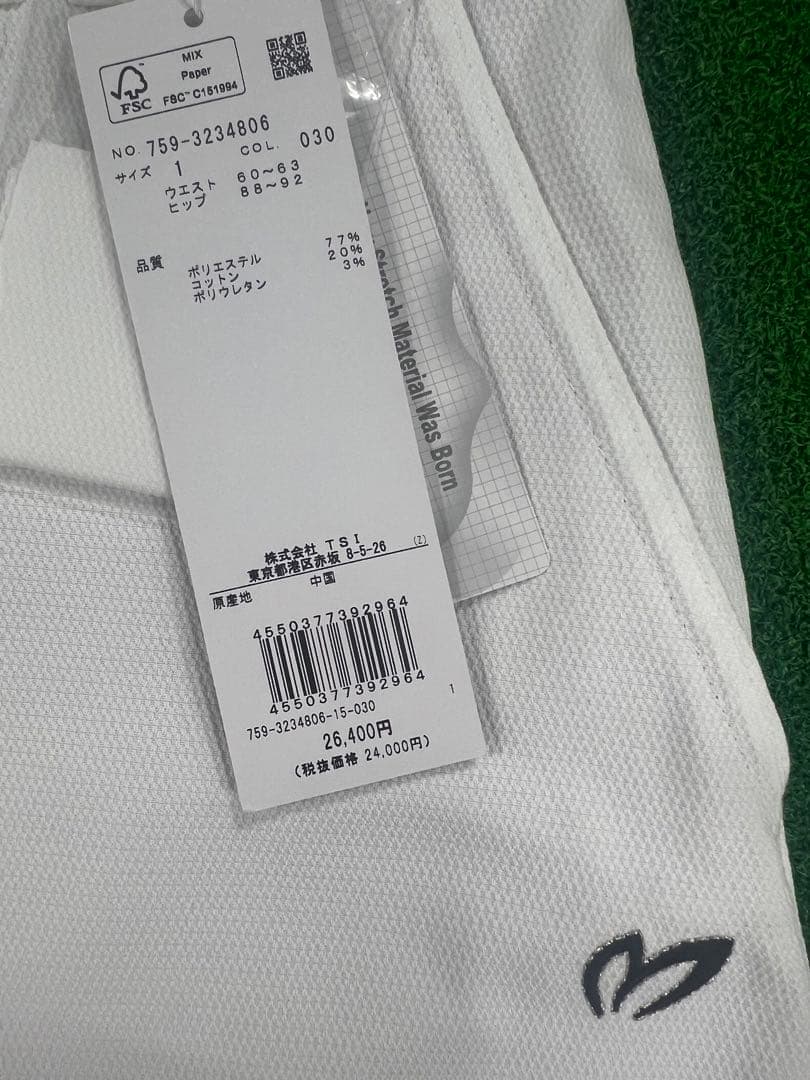 MIX
Paper
FSC™ C151994
FSC™
NO. 759-3234806
サイズ 1 COL. 030
ウエスト 60～63
ヒップ 88～92
品質 ポリエステル 77%
コットン 20%
ポリウレタン 3%
Stretch Material Was Born
株式会社 TSI
東京都港区赤坂 8-5-26 (Z)
原産地 中国
4550377392964
4550377392964
759-3234806-15-030 1
26,400円
(税抜価格 24,000円)